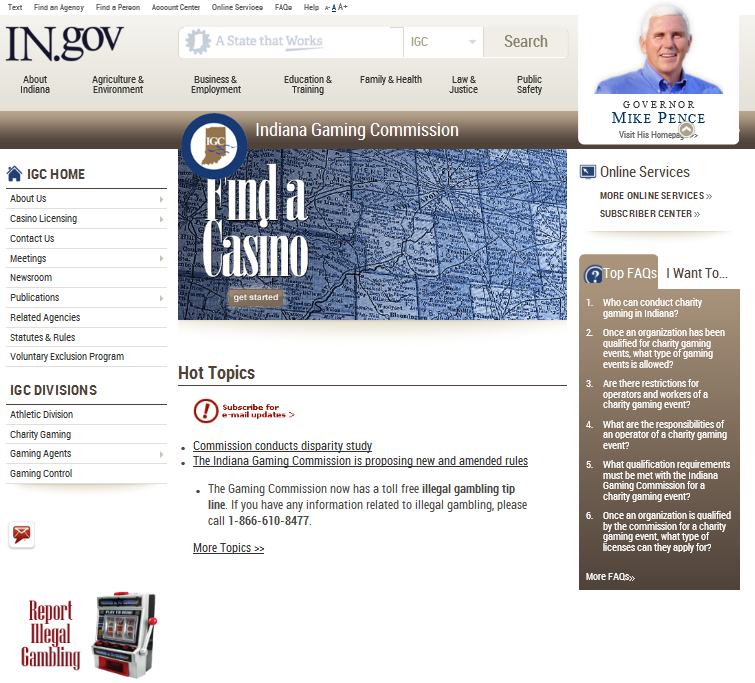 Text Find an Agency Find a Person Account Center Online Services FAQs Help A- A A+
IN.gov
A State that Works
IGC
Search
About
Indiana
Agriculture &
Environment
Business &
Employment
Education &
Training
Family & Health
Law &
Justice
Public
Safety
GOVERNOR
MIKE PENCE
Visit His Homepage >>
IGC
Indiana Gaming Commission
IGC HOME
About Us
Casino Licensing
Contact Us
Meetings
Newsroom
Publications
Related Agencies
Statutes & Rules
Voluntary Exclusion Program
IGC DIVISIONS
Athletic Division
Charity Gaming
Gaming Agents
Gaming Control
Report
Illegal
Gambling
Find a
Casino
get started
Hot Topics
Subscribe for
e-mail updates >
• Commission conducts disparity study
• The Indiana Gaming Commission is proposing new and amended rules
• The Gaming Commission now has a toll free illegal gambling tip
line. If you have any information related to illegal gambling, please
call 1-866-610-8477.
More Topics >>
Online Services
MORE ONLINE SERVICES »
SUBSCRIBER CENTER »
Top FAQs
I Want To...
1. Who can conduct charity
gaming in Indiana?
2. Once an organization has been
qualified for charity gaming
events, what type of gaming
events is allowed?
3. Are there restrictions for
operators and workers of a
charity gaming event?
4. What are the responsibilities of
an operator of a charity gaming
event?
5. What qualification requirements
must be met with the Indiana
Gaming Commission for a
charity gaming event?
6. Once an organization is qualified
by the commission for a charity
gaming event, what type of
licenses can they apply for?
More FAQs»